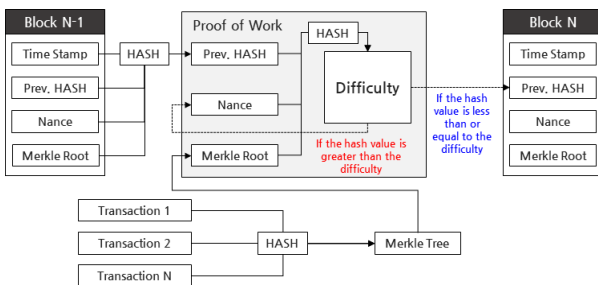 Block N-1
Time Stamp
Prev. HASH
Nance
Merkle Root
HASH
Proof of Work
Prev. HASH
Nance
Merkle Root
HASH
Difficulty
If the hash value is
greater than the
difficulty
If the hash
value is less
than or
equal to the
difficulty
Block N
Time Stamp
Prev. HASH
Nance
Merkle Root
Transaction 1
Transaction 2
Transaction N
HASH
Merkle Tree